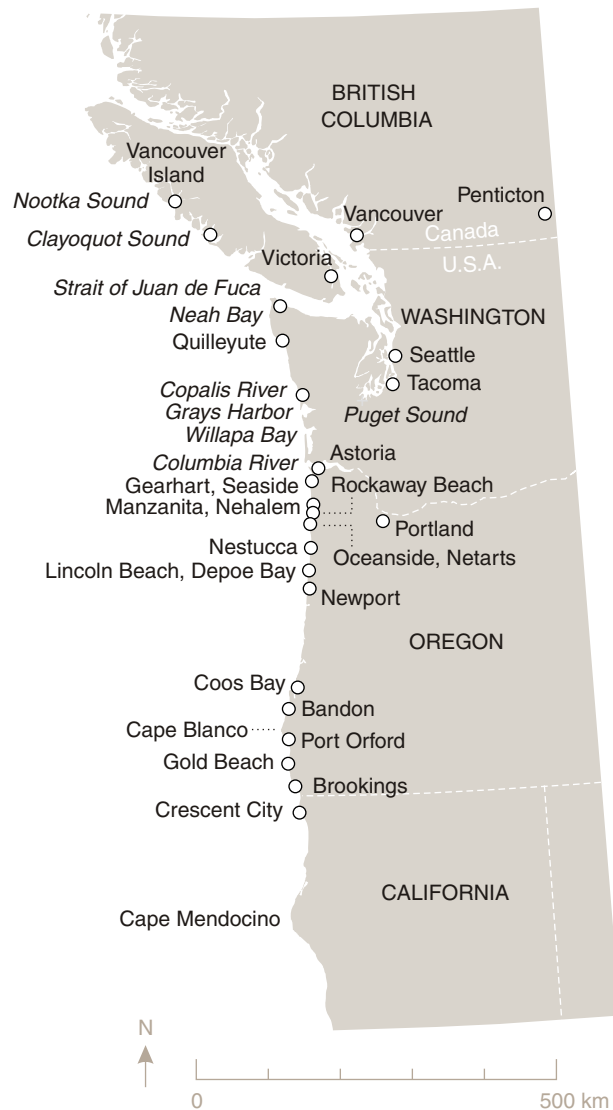 BRITISH
COLUMBIA
Vancouver
Island
Penticton
Nootka Sound
Vancouver
Clayoquot Sound
Canada
Victoria
U.S.A.
Strait of Juan de Fuca
Neah Bay
WASHINGTON
Quilleyute
Seattle
Tacoma
Copalis River
Grays Harbor
Puget Sound
Willapa Bay
Astoria
Columbia River
Gearhart, Seaside
Rockaway Beach
Manzanita, Nehalem
Portland
Nestucca
Oceanside, Netarts
Lincoln Beach, Depoe Bay
Newport
OREGON
Coos Bay
Bandon
Cape Blanco
Port Orford
Gold Beach
Brookings
Crescent City
CALIFORNIA
Cape Mendocino
N
0
500 km